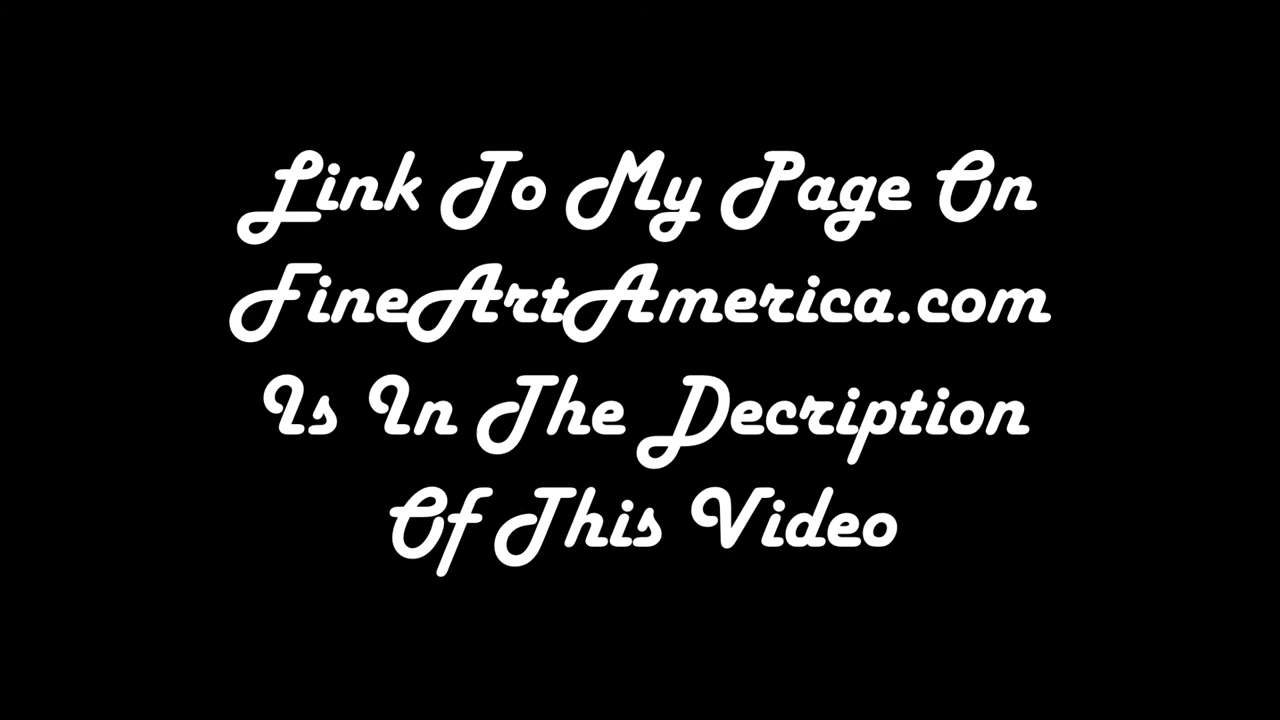 Link To My Page On
FineArtAmerica.com
Is In The Decription
Of This Video